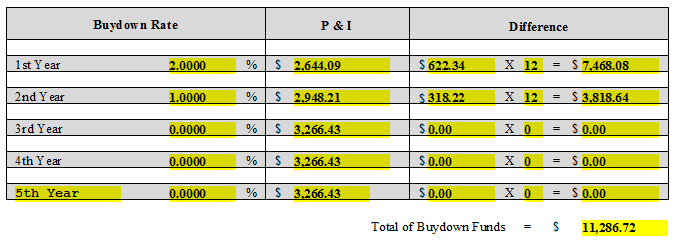 Buydown Rate P & I Difference
1st Year 2.0000 % $ 2,644.09 $ 622.34 X 12 = $ 7,468.08
2nd Year 1.0000 % $ 2,948.21 $ 318.22 X 12 = $ 3,818.64
3rd Year 0.0000 % $ 3,266.43 $ 0.00 X 0 = $ 0.00
4th Year 0.0000 % $ 3,266.43 $ 0.00 X 0 = $ 0.00
5th Year 0.0000 % $ 3,266.43 $ 0.00 X 0 = $ 0.00
Total of Buydown Funds = $ 11,286.72